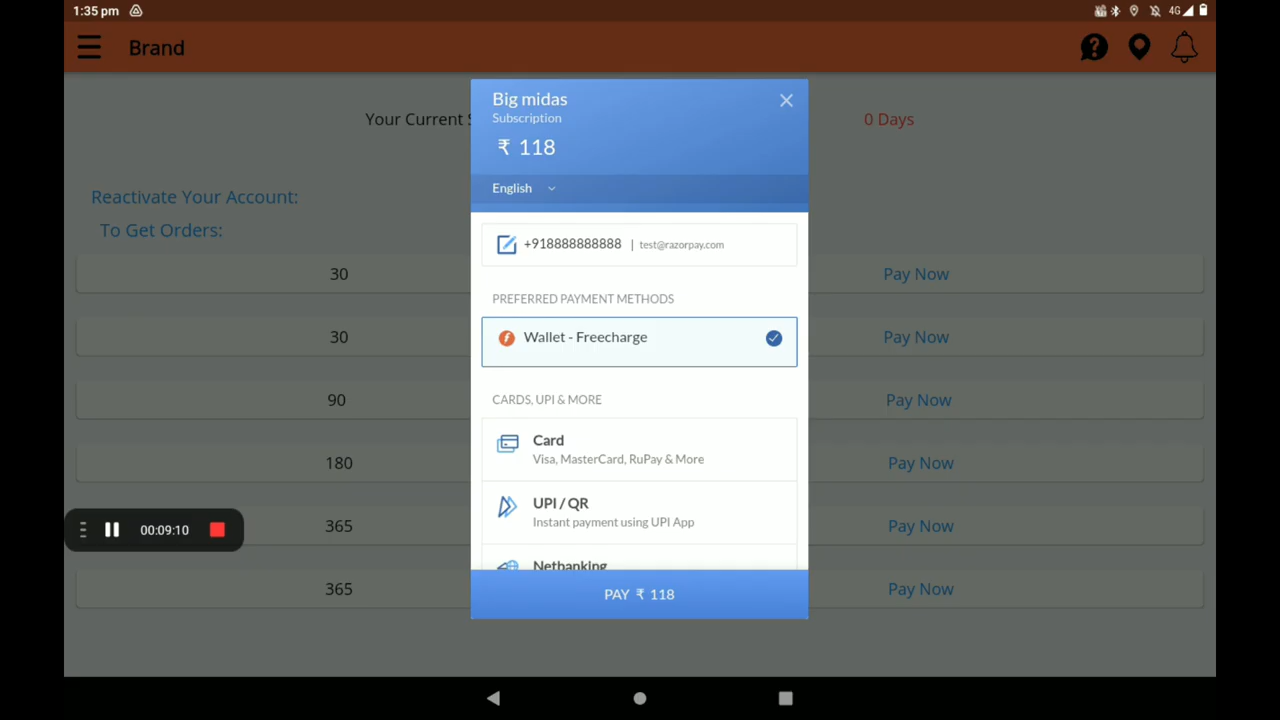 1:35 pm
4G
Brand
Big midas
Subscription
₹ 118
English
Your Current
0 Days
Reactivate Your Account:
To Get Orders:
+918888888888 | test@razorpay.com
PREFERRED PAYMENT METHODS
Wallet - Freecharge
CARDS, UPI & MORE
Card
Visa, MasterCard, RuPay & More
UPI / QR
Instant payment using UPI App
Netbanking
PAY ₹ 118
30 Pay Now
30 Pay Now
90 Pay Now
180 Pay Now
365 Pay Now
365 Pay Now
00:09:10